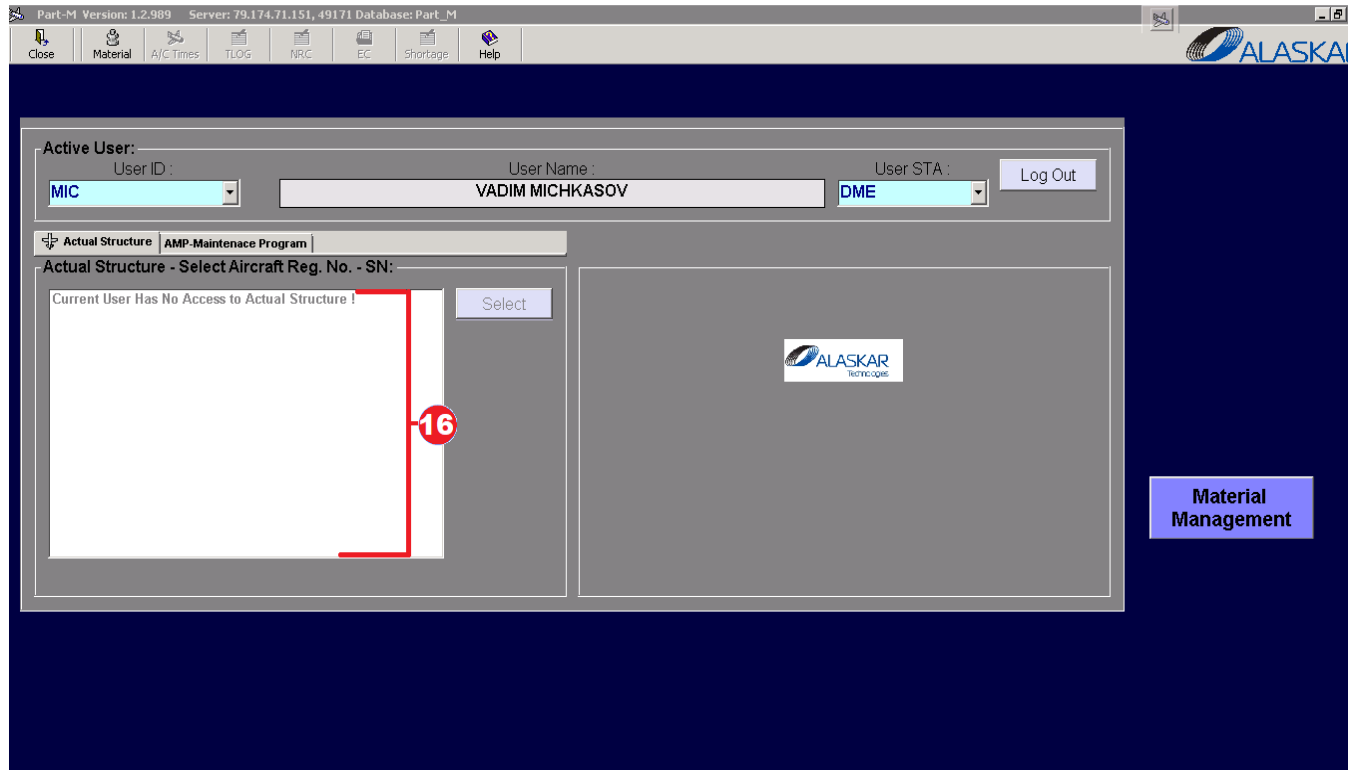 Part-M Version: 1.2.989 Server: 79.174.71.151, 49171 Database: Part_M
Close Material A/C Times TLOG NRC EC Shortage Help
ALASKAR
Active User:
User ID : User Name : User STA :
MIC VADIM MICHKASOV DME Log Out
Actual Structure AMP-Maintenace Program
Actual Structure - Select Aircraft Reg. No. - SN:
Current User Has No Access to Actual Structure !
Select
ALASKAR
16
Material
Management